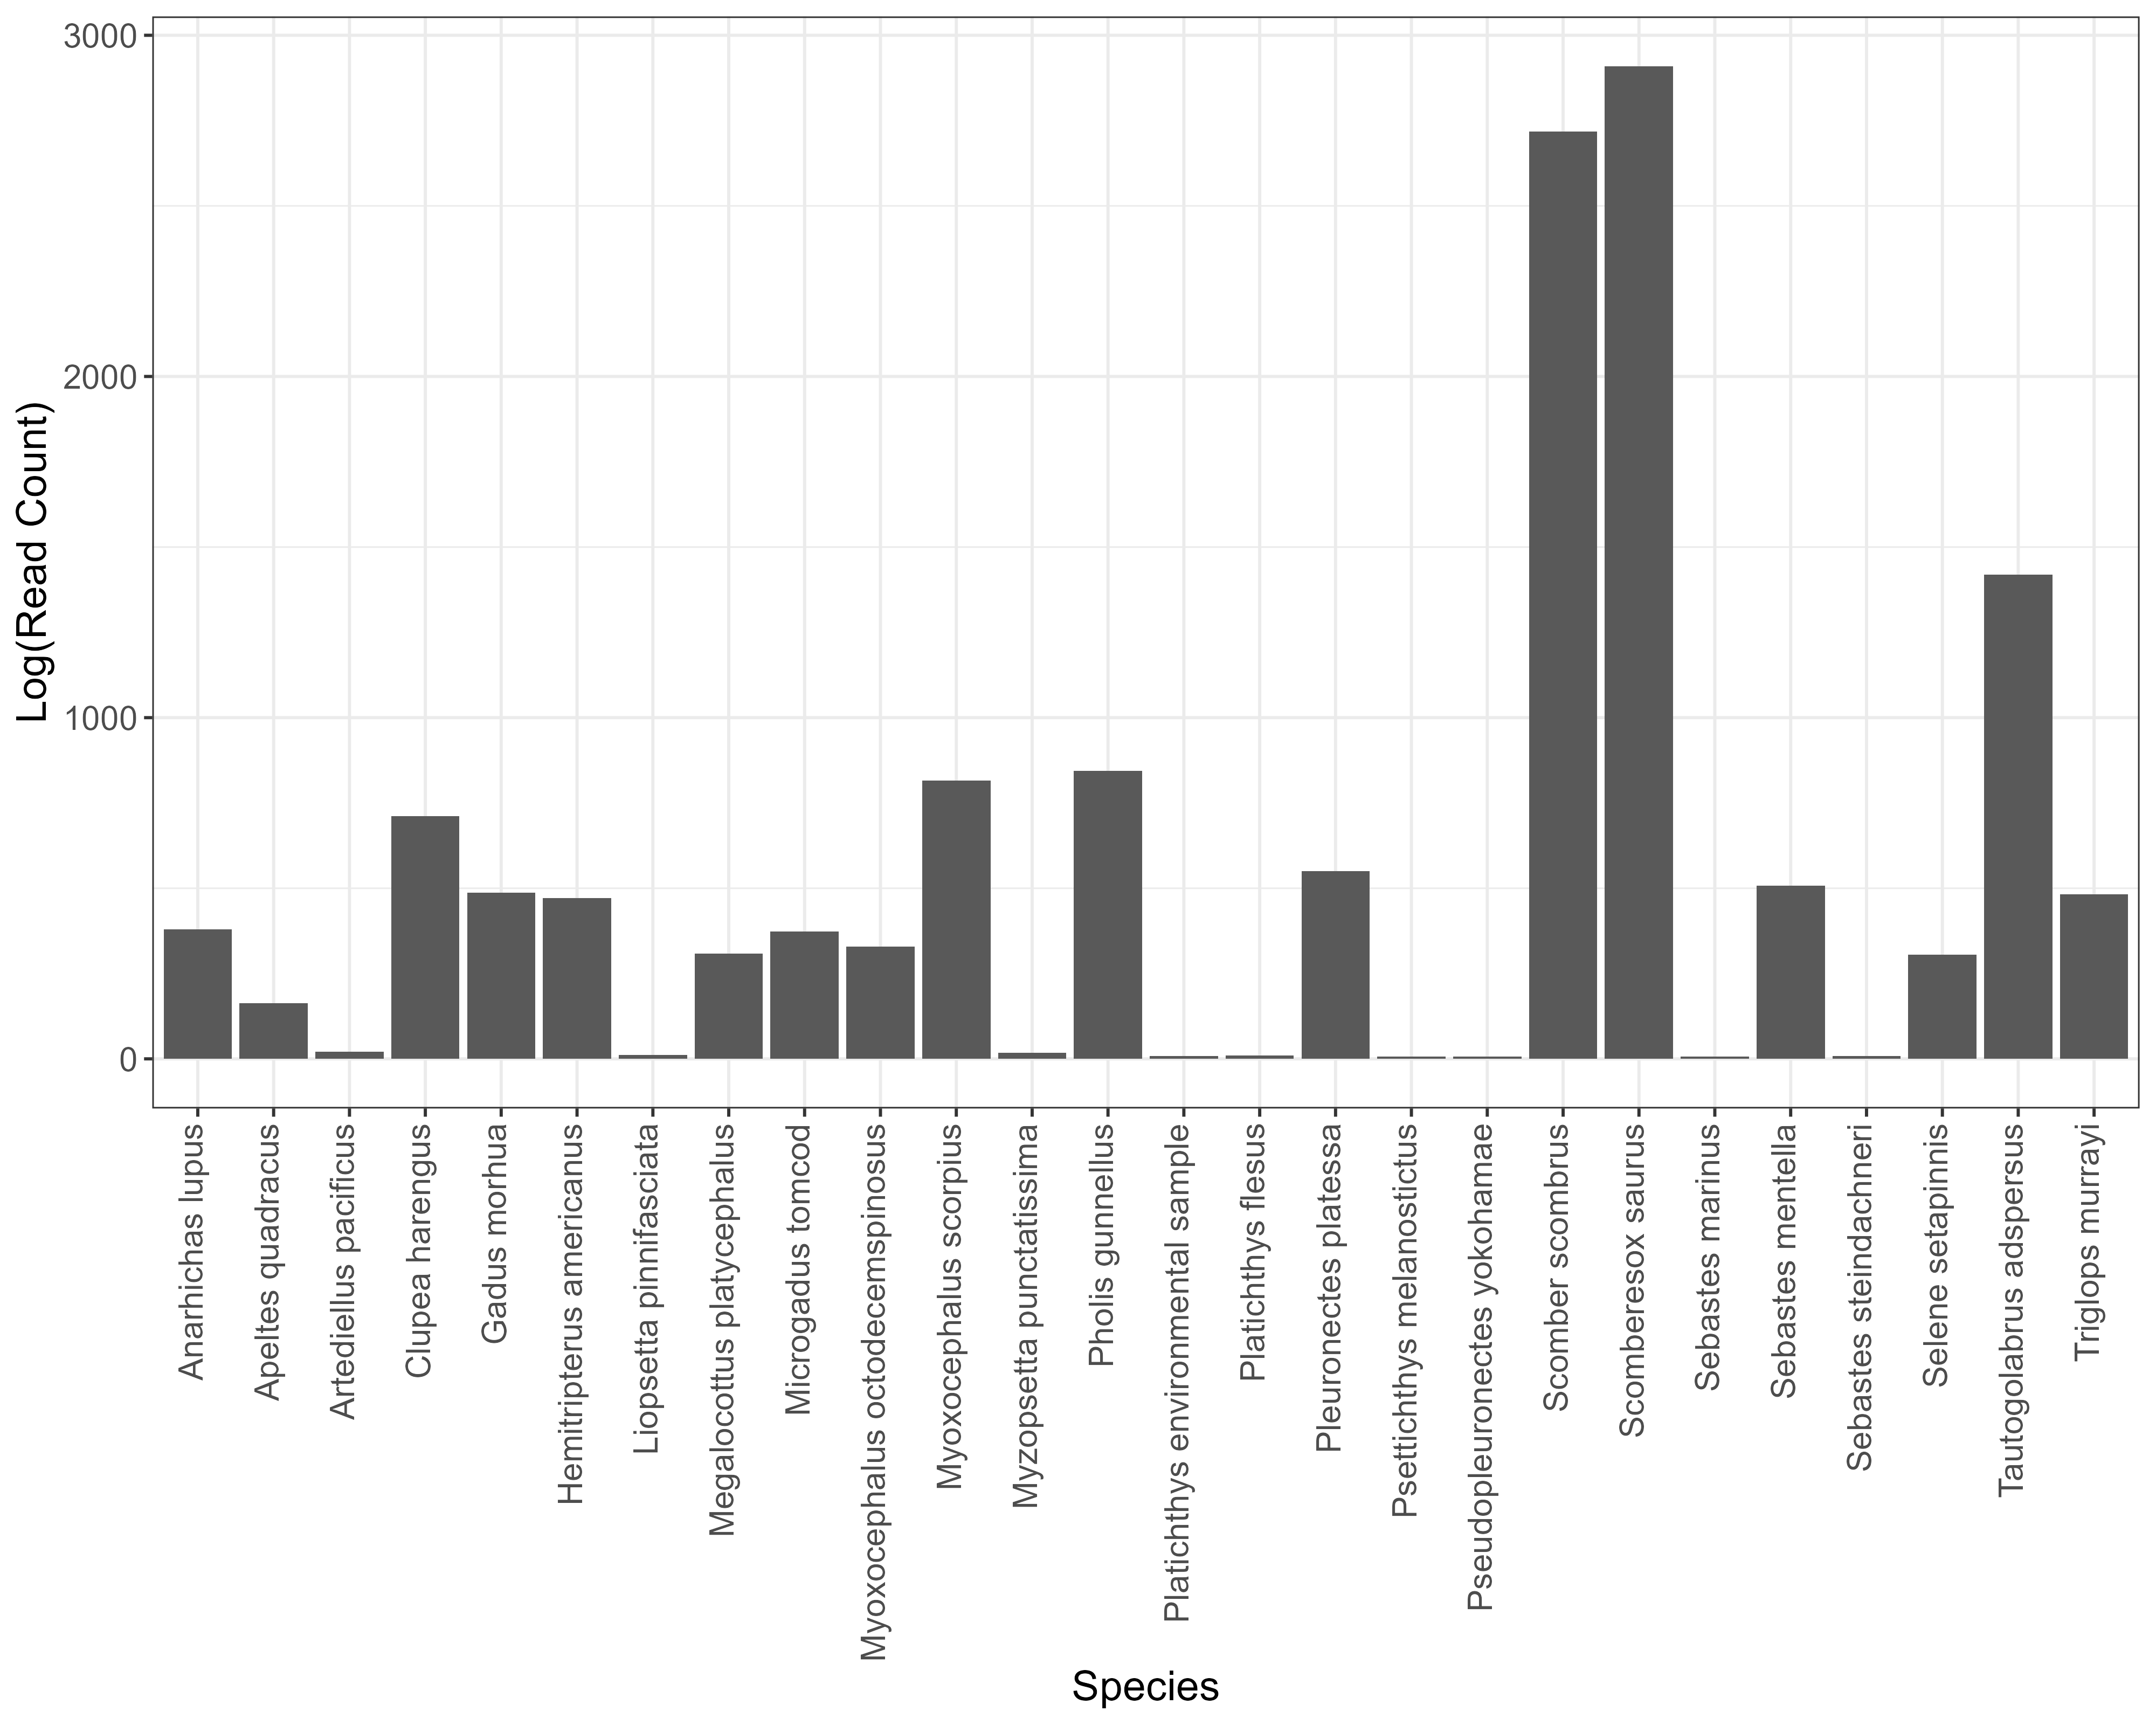 Log(Read Count)
3000
2000
1000
0
Anarhichas lupus
Apeltes quadracus
Artediellus pacificus
Clupea harengus
Gadus morhua
Hemitripterus americanus
Liopsetta pinnifasciata
Megalocottus platycephalus
Microgadus tomcod
Myoxocephalus octodecemspinosus
Myoxocephalus scorpius
Myzopsetta punctatissima
Pholis gunnellus
Platichthys environmental sample
Platichthys flesus
Pleuronectes platessa
Psettichthys melanostictus
Pseudopleuronectes yokohamae
Scomber scombrus
Scomberesox saurus
Sebastes marinus
Sebastes mentella
Sebastes steindachneri
Selene setapinnis
Tautogolabrus adspersus
Triglops murrayi
Species